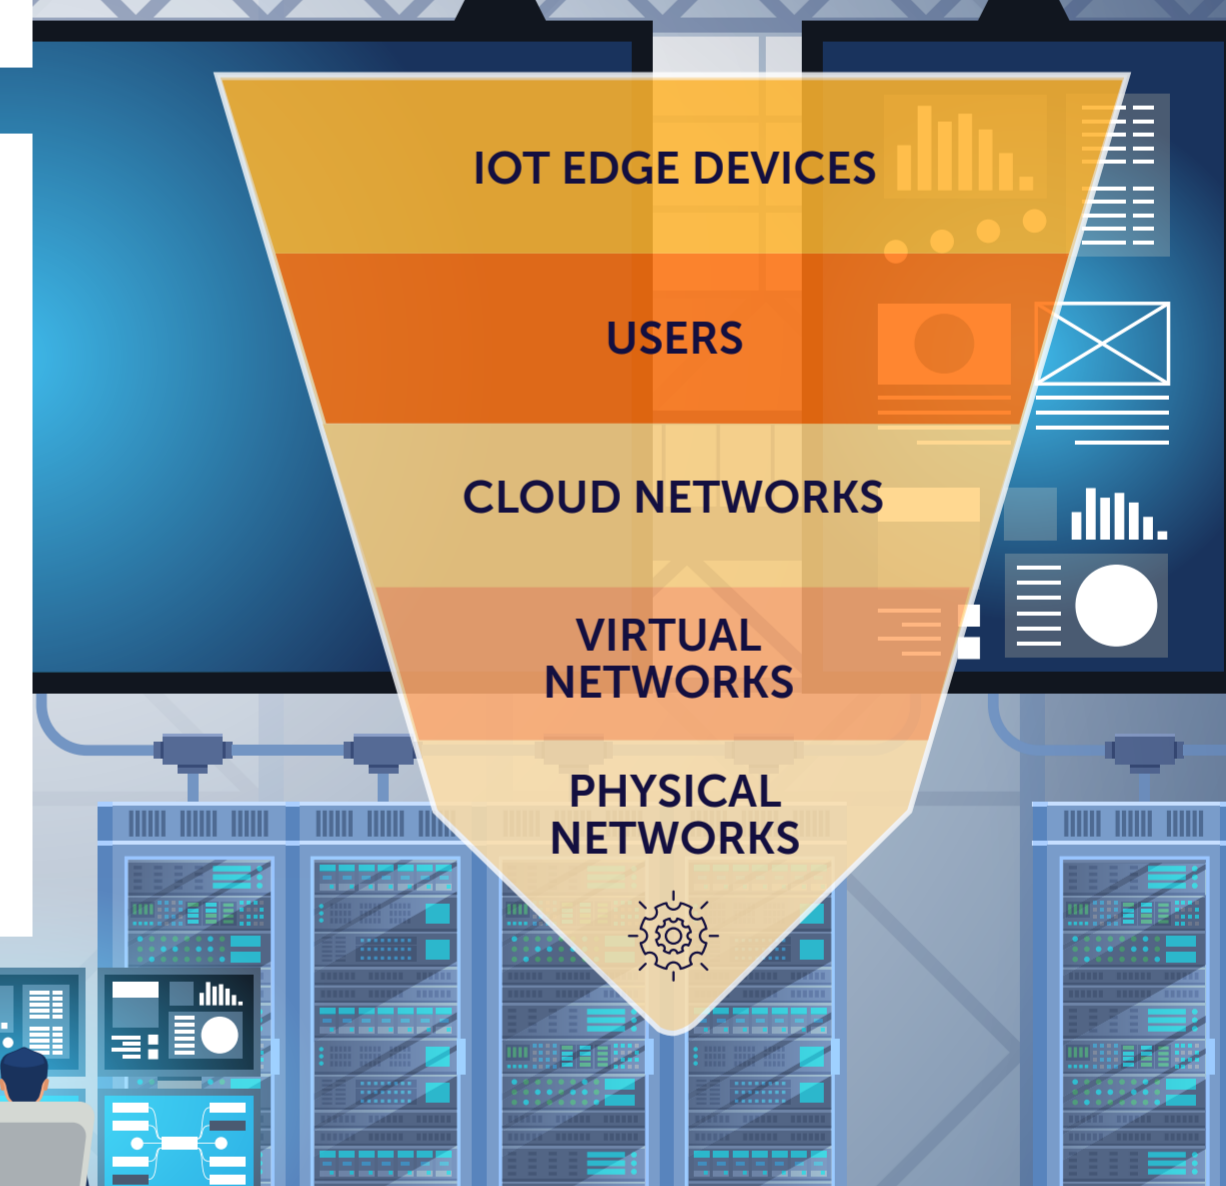 IOT EDGE DEVICES
USERS
CLOUD NETWORKS
VIRTUAL
NETWORKS
PHYSICAL
NETWORKS